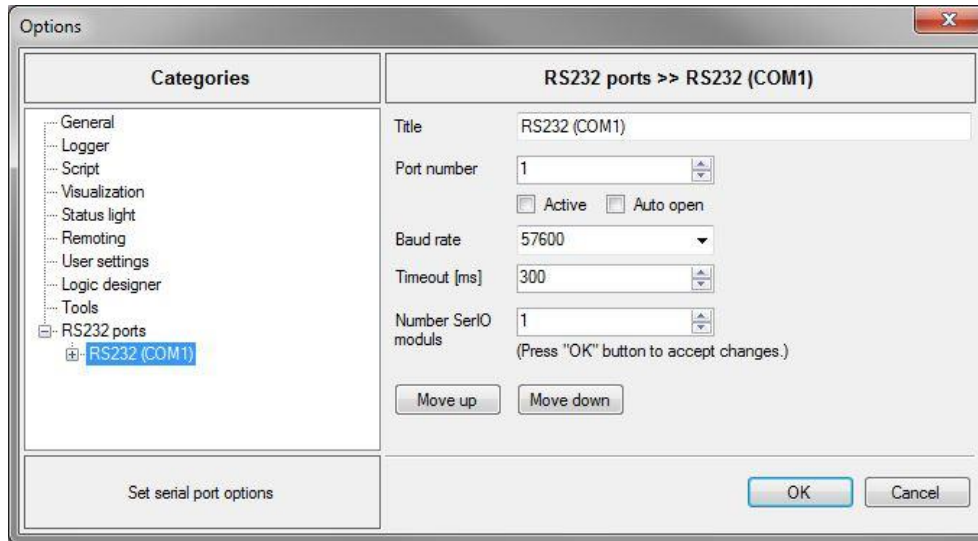 Options
Categories
General
Logger
Script
Visualization
Status light
Remoting
User settings
Logic designer
Tools
RS232 ports
RS232 (COM1)
Set serial port options
RS232 ports >> RS232 (COM1)
Title
RS232 (COM1)
Port number
1
Active Auto open
Baud rate
57600
Timeout [ms]
300
Number SerIO
moduls
1
(Press "OK" button to accept changes.)
Move up Move down
OK Cancel